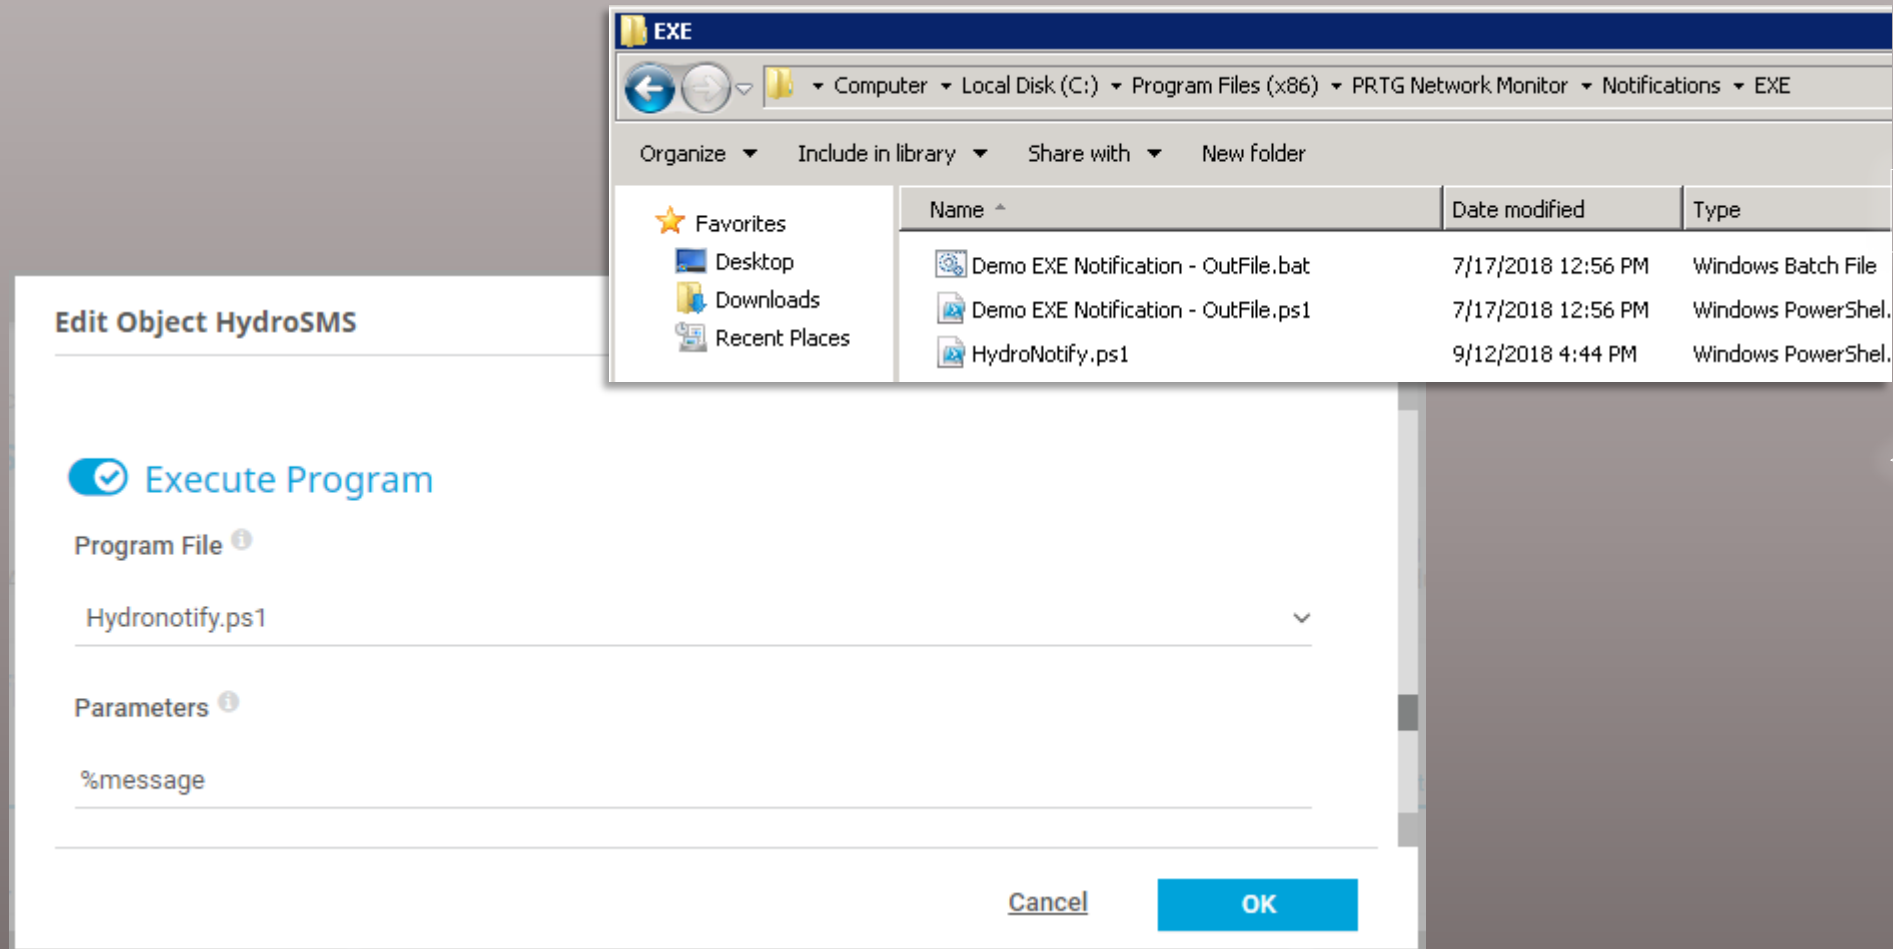 EXE
Computer Local Disk (C:) Program Files (x86) PRTG Network Monitor Notifications EXE
Organize Include in library Share with New folder
Favorites
Desktop
Downloads
Recent Places
Name Date modified Type
Demo EXE Notification - OutFile.bat 7/17/2018 12:56 PM Windows Batch File
Demo EXE Notification - OutFile.ps1 7/17/2018 12:56 PM Windows PowerShel.
HydroNotify.ps1 9/12/2018 4:44 PM Windows PowerShel.
Edit Object HydroSMS
Execute Program
Program File
Hydronotify.ps1
Parameters
%message
Cancel OK